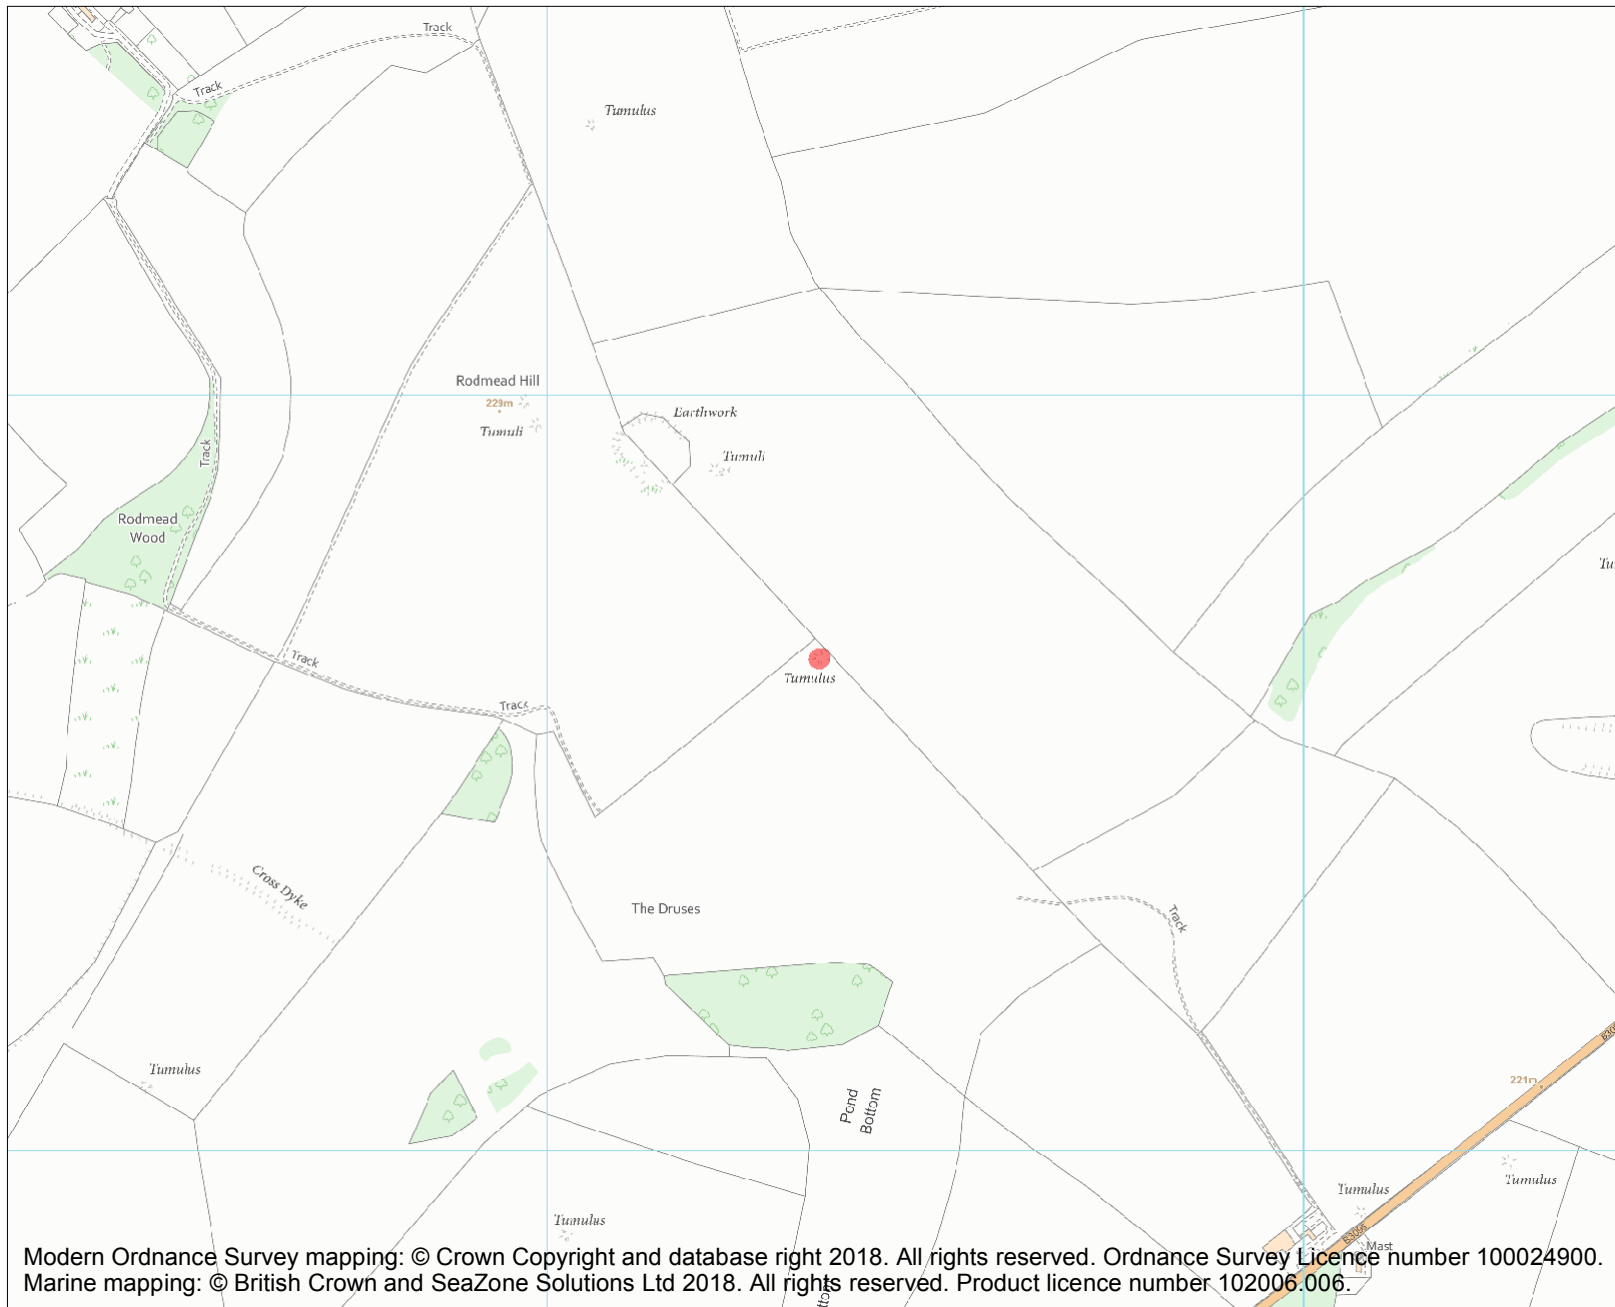 Track
Track
Tumulus
Rodmead Hill
229m
Tumuli
Earthwork
Tumuli
Track
Rodmead
Wood
Track
Tumulus
Track
Cross Dyke
The Druses
Track
Tumulus
Pond
Bottom
221m
Tumulus
Tumulus
Tumulus
B3095
Mast
Modern Ordnance Survey mapping: © Crown Copyright and database right 2018. All rights reserved. Ordnance Survey Licence number 100024900.
Marine mapping: © British Crown and SeaZone Solutions Ltd 2018. All rights reserved. Product licence number 102006.006.